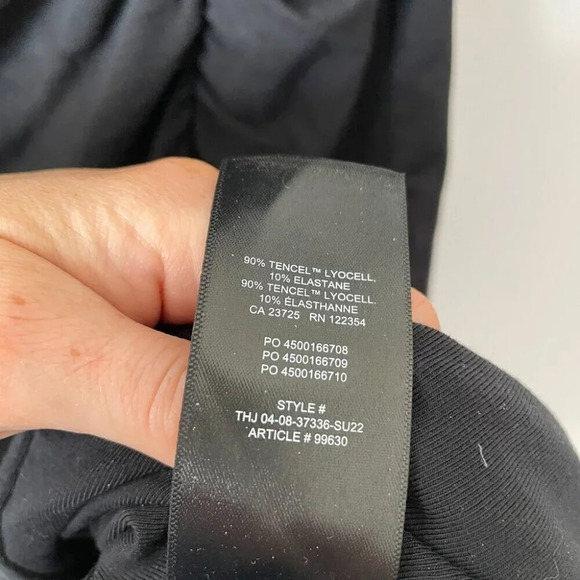 90% TENCEL™ LYOCELL,
10% ELASTANE
90% TENCEL™ LYOCELL.
10% ÉLASTHANNE
CA 23725 RN 122354
PO 4500166708
PO 4500166709
PO 4500166710
STYLE #
THJ 04-08-37336-SU22
ARTICLE # 99630